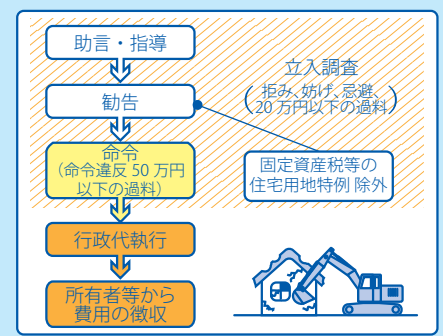 助言・指導
立入調査
(拒み、妨げ、忌避、
20万円以下の過料)
勧告
命令
(命令違反50万円
以下の過料)
固定資産税等の
住宅用地特例 除外
行政代執行
所有者等から
費用の徴収